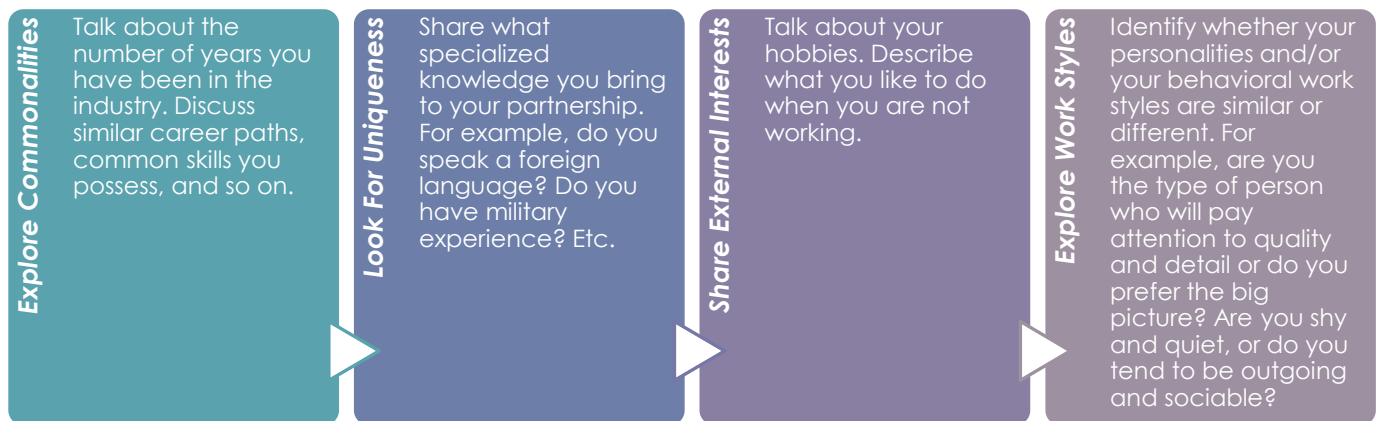 Explore Commonalities
Talk about the
number of years you
have been in the
industry. Discuss
similar career paths,
common skills you
possess, and so on.
Look For Uniqueness
Share what
specialized
knowledge you bring
to your partnership.
For example, do you
speak a foreign
language? Do you
have military
experience? Etc.
Share External Interests
Talk about your
hobbies. Describe
what you like to do
when you are not
working.
Explore Work Styles
Identify whether your
personalities and/or
your behavioral work
styles are similar or
different. For
example, are you
the type of person
who will pay
attention to quality
and detail or do you
prefer the big
picture? Are you shy
and quiet, or do you
tend to be outgoing
and sociable?